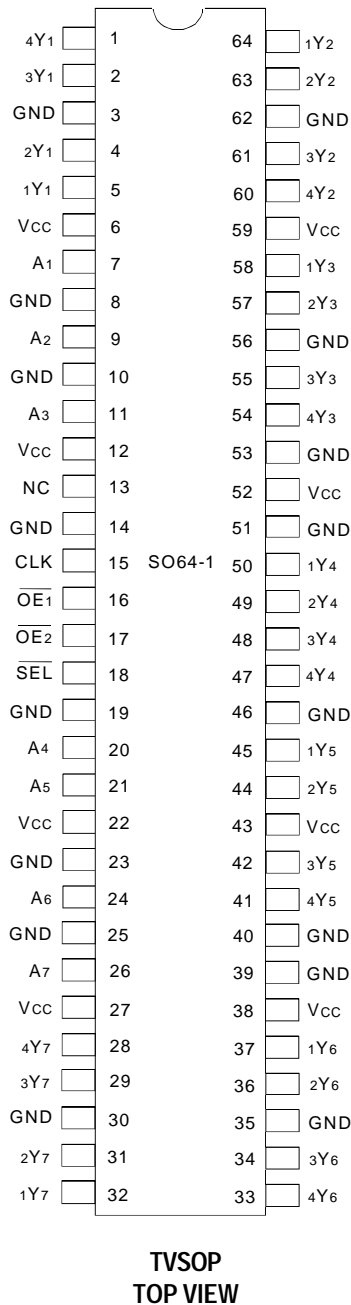 4Y1 1 64 1Y2
3Y1 2 63 2Y2
GND 3 62 GND
2Y1 4 61 3Y2
1Y1 5 60 4Y2
VCC 6 59 VCC
A1 7 58 1Y3
GND 8 57 2Y3
A2 9 56 GND
GND 10 55 3Y3
A3 11 54 4Y3
VCC 12 53 GND
NC 13 52 VCC
GND 14 51 GND
CLK 15 SO64-1 50 1Y4
OE1 16 49 2Y4
OE2 17 48 3Y4
SEL 18 47 4Y4
GND 19 46 GND
A4 20 45 1Y5
A5 21 44 2Y5
VCC 22 43 VCC
GND 23 42 3Y5
A6 24 41 4Y5
GND 25 40 GND
A7 26 39 GND
VCC 27 38 VCC
4Y7 28 37 1Y6
3Y7 29 36 2Y6
GND 30 35 GND
2Y7 31 34 3Y6
1Y7 32 33 4Y6
TVSOP
TOP VIEW